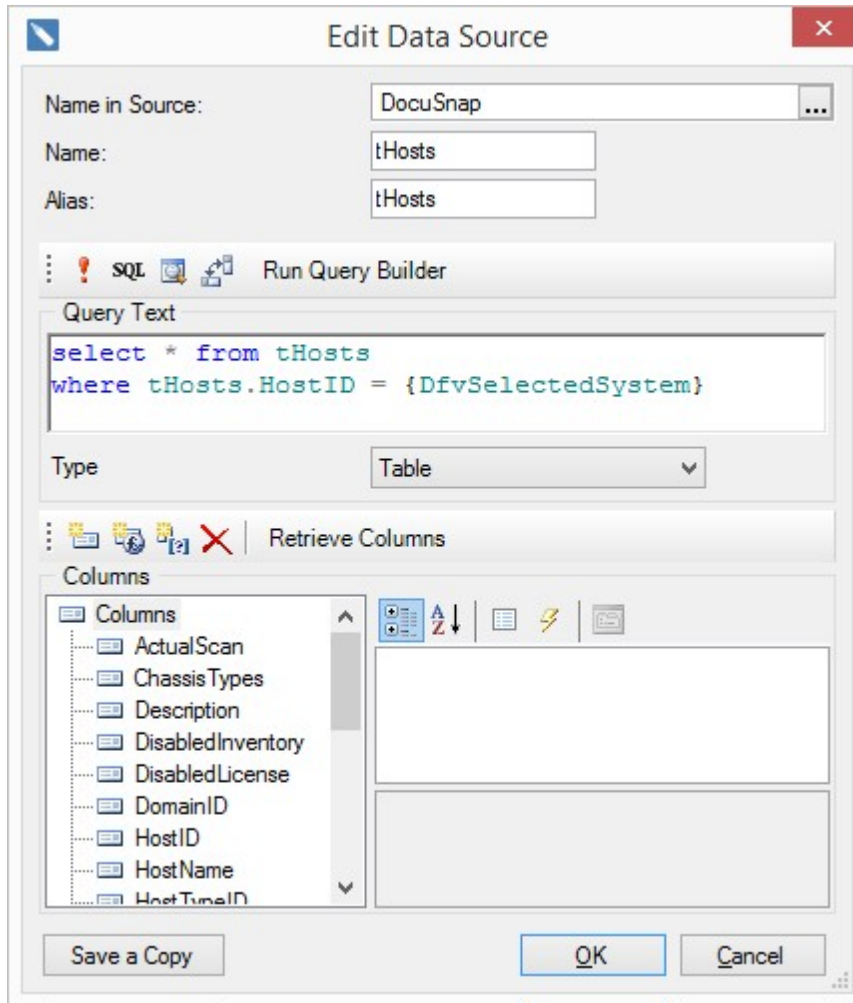 Edit Data Source
Name in Source: DocuSnap ...
Name: tHosts
Alias: tHosts
SQL Run Query Builder
Query Text
select * from tHosts
where tHosts.HostID = {DfvSelectedSystem}
Type Table
Retrieve Columns
Columns
Columns
ActualScan
ChassisTypes
Description
DisabledInventory
DisabledLicense
DomainID
HostID
HostName
HostTypeID
Save a Copy OK Cancel